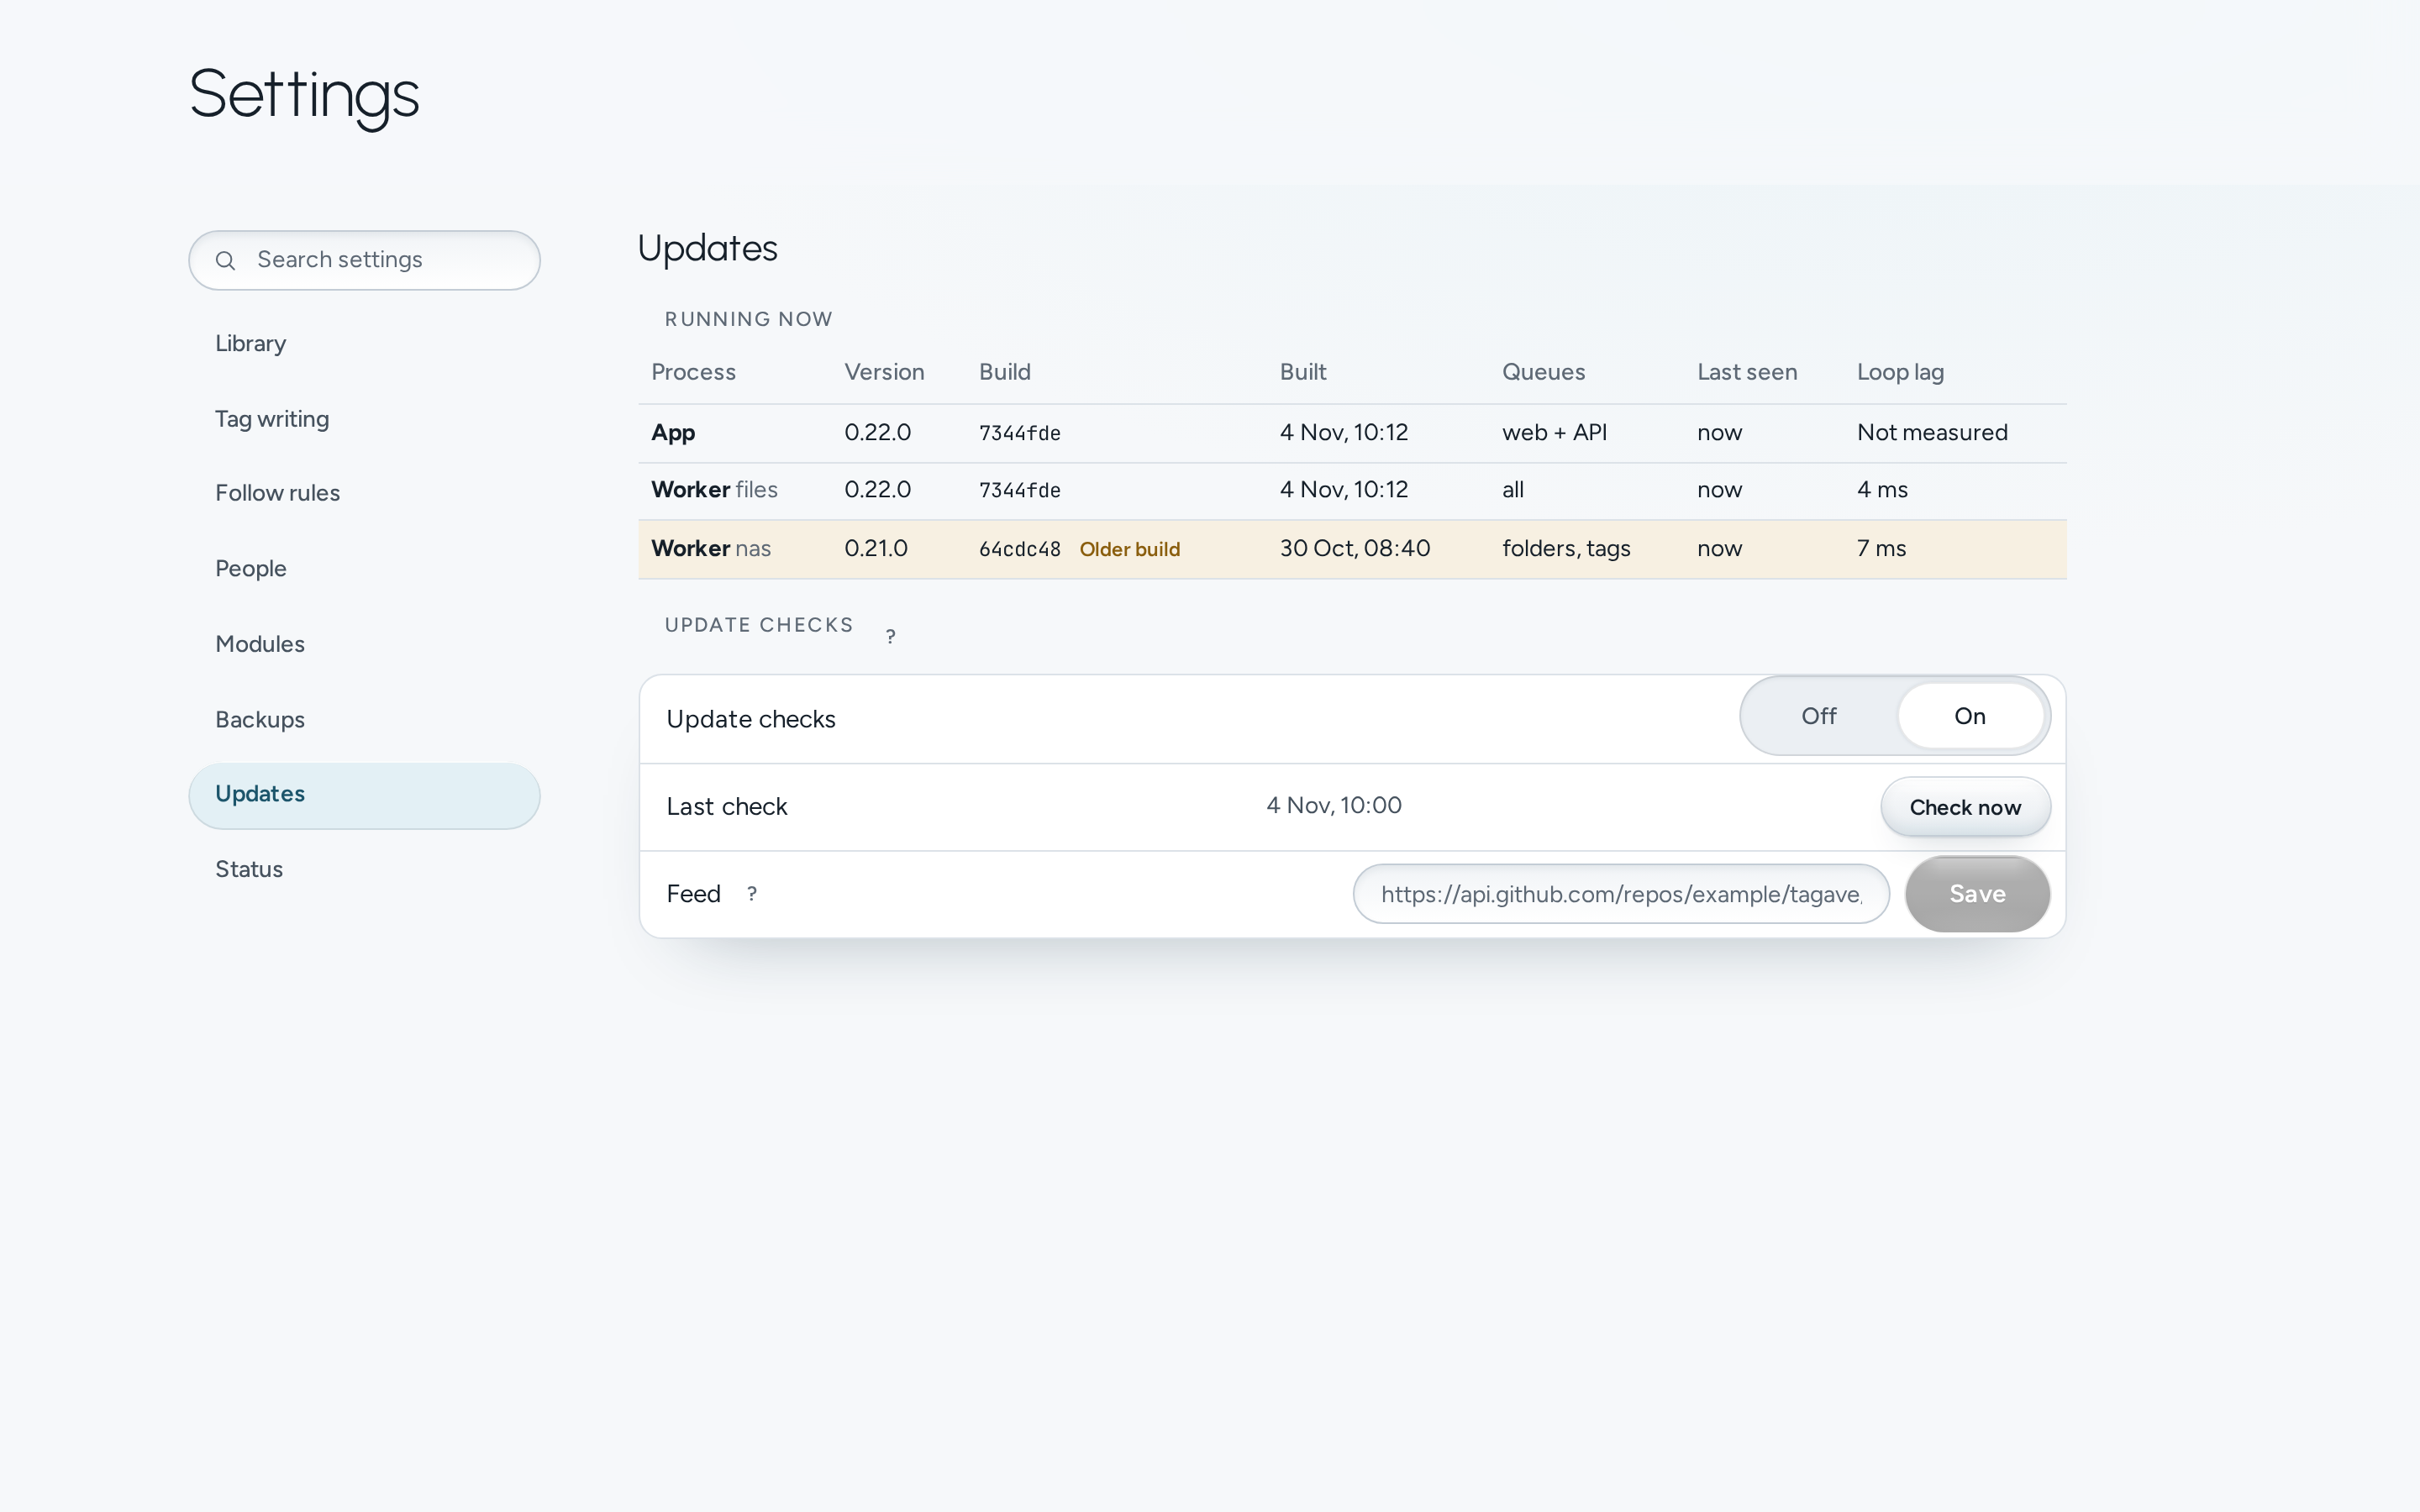 Settings
Search settings
Library
Tag writing
Follow rules
People
Modules
Backups
Updates
Status
Updates
RUNNING NOW
Process Version Build Built Queues Last seen Loop lag
App 0.22.0 7344fde 4 Nov, 10:12 web + API now Not measured
Worker files 0.22.0 7344fde 4 Nov, 10:12 all now 4 ms
Worker nas 0.21.0 64cdc48 Older build 30 Oct, 08:40 folders, tags now 7 ms
UPDATE CHECKS ?
Update checks Off On
Last check 4 Nov, 10:00 Check now
Feed ? https://api.github.com/repos/example/tagave Save